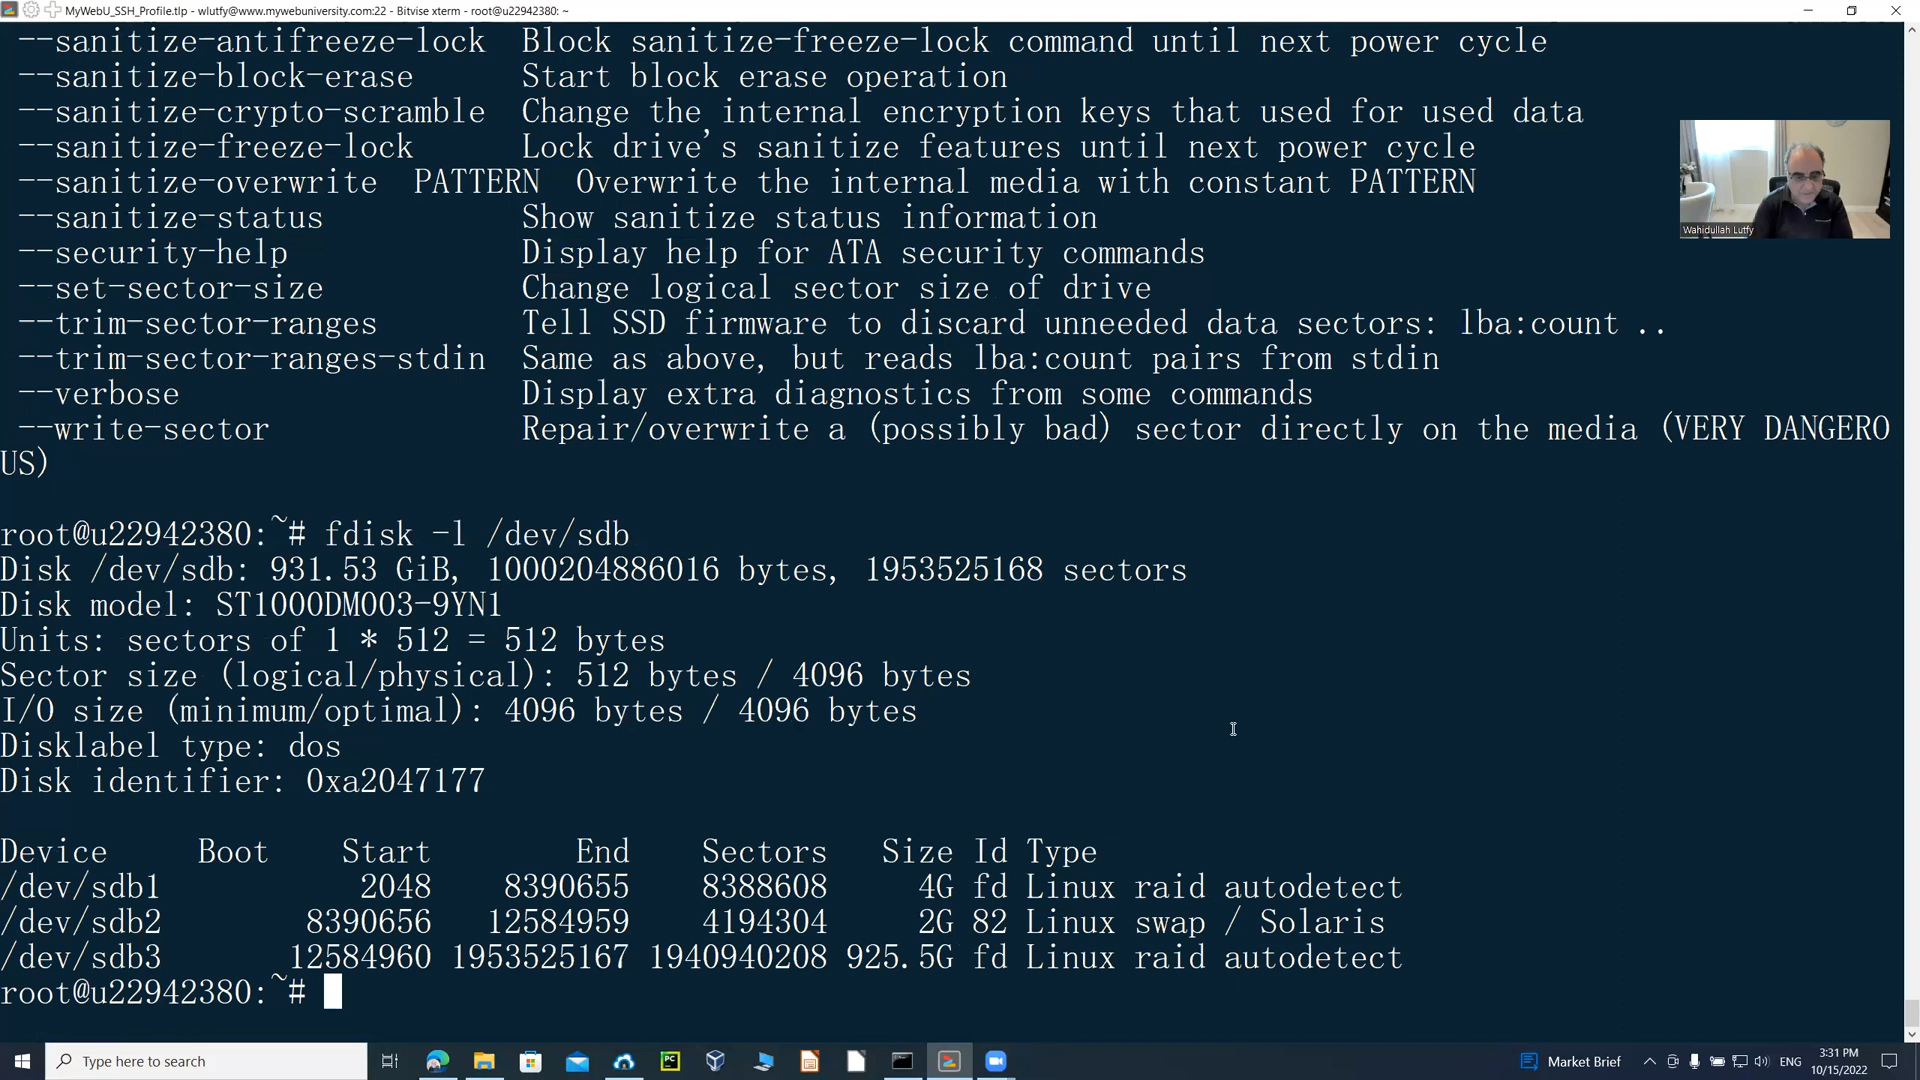 MyWebU_SSH_Profile.tlp - wlutfy@www.mywebuniversity.com:22 - Bitvise xterm - root@u22942380: ~
--sanitize-antifreeze-lock Block sanitize-freeze-lock command until next power cycle
--sanitize-block-erase Start block erase operation
--sanitize-crypto-scramble Change the internal encryption keys that used for used data
--sanitize-freeze-lock Lock drive's sanitize features until next power cycle
--sanitize-overwrite PATTERN Overwrite the internal media with constant PATTERN
--sanitize-status Show sanitize status information
--security-help Display help for ATA security commands
--set-sector-size Change logical sector size of drive
--trim-sector-ranges Tell SSD firmware to discard unneeded data sectors: lba:count ..
--trim-sector-ranges-stdin Same as above, but reads lba:count pairs from stdin
--verbose Display extra diagnostics from some commands
--write-sector Repair/overwrite a (possibly bad) sector directly on the media (VERY DANGERO
US)
Wahidullah Lutfy
root@u22942380:~# fdisk -l /dev/sdb
Disk /dev/sdb: 931.53 GiB, 1000204886016 bytes, 1953525168 sectors
Disk model: ST1000DM003-9YN1
Units: sectors of 1 * 512 = 512 bytes
Sector size (logical/physical): 512 bytes / 4096 bytes
I/O size (minimum/optimal): 4096 bytes / 4096 bytes
Disklabel type: dos
Disk identifier: 0xa2047177
Device Boot Start End Sectors Size Id Type
/dev/sdb1 2048 8390655 8388608 4G fd Linux raid autodetect
/dev/sdb2 8390656 12584959 4194304 2G 82 Linux swap / Solaris
/dev/sdb3 12584960 1953525167 1940940208 925.5G fd Linux raid autodetect
root@u22942380:~#
Type here to search
PC
Market Brief
ENG
3:31 PM
10/15/2022